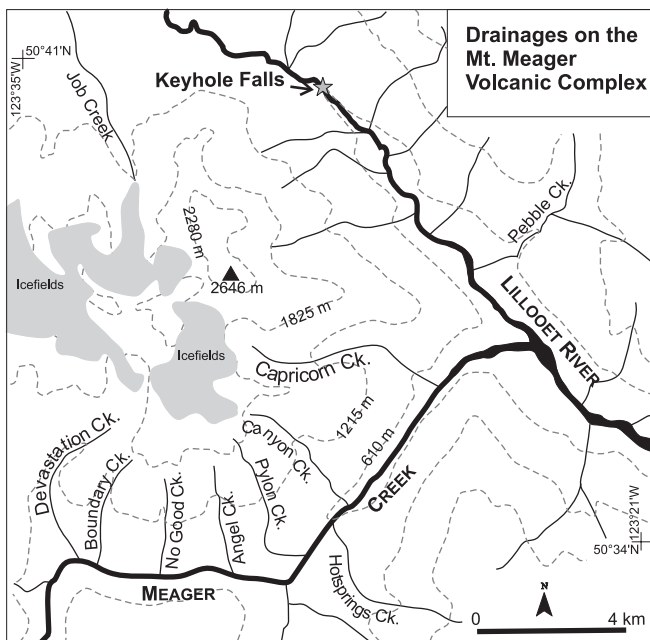 Drainages on the
Mt. Meager
Volcanic Complex
50°41'N
123°35'W
Job Creek
Keyhole Falls
Pebble Ck.
2280 m
2646 m
Icefields
1825 m
LILLOOET RIVER
Icefields
Capricorn Ck.
1215 m
610 m
Devastation Ck.
Boundary Ck.
No Good Ck.
Angel Ck.
Pylon Ck.
Canyon Ck.
CREEK
123°21'W
50°34'N
MEAGER
Hotsprings Ck.
N
0 4 km